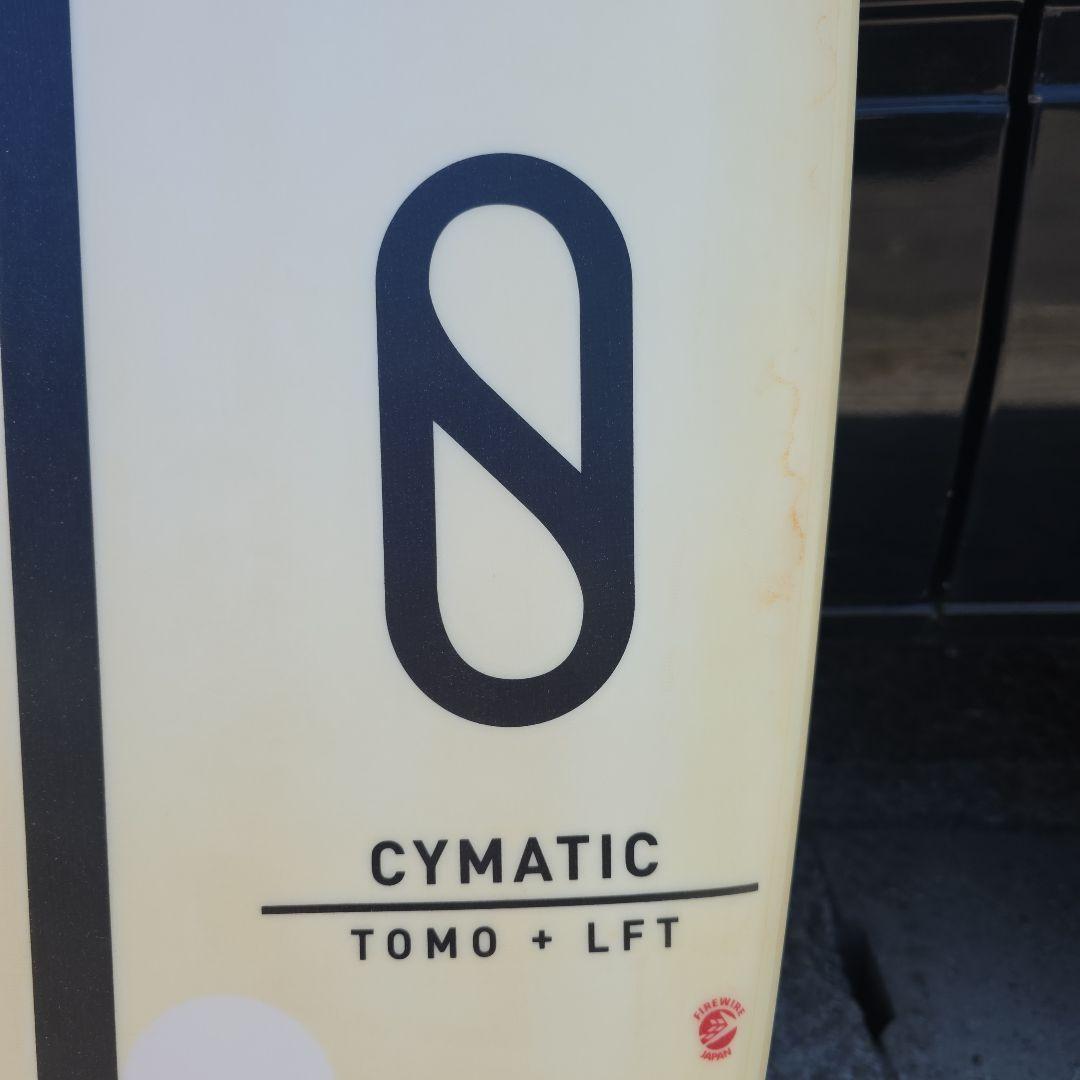 CYMATIC
TOMO + LFT
FIREWIRE
JAPAN